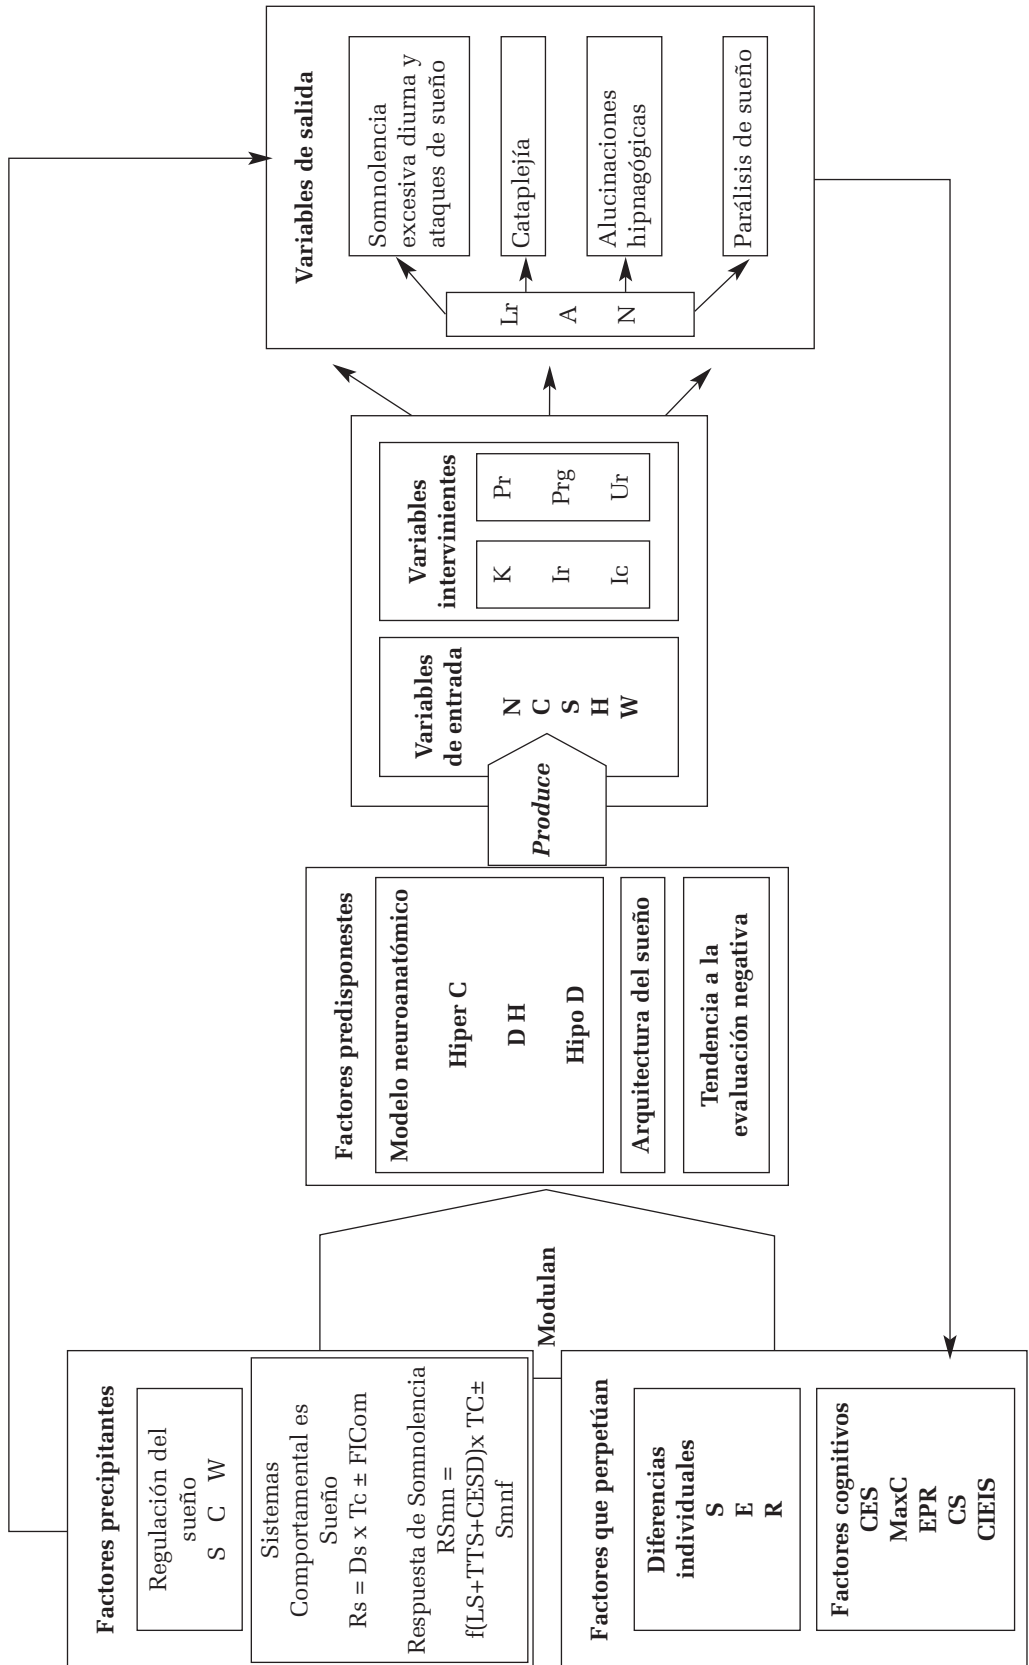 Factores precipitantes
Regulación del
sueño
S C W
Sistemas
Comportamental es
Sueño
Rs = Ds x Tc ± FICom
Respuesta de Somnolencia
RSmn =
f(LS+TTS+CESD)x TC±
Smnf
Factores que perpetúan
Diferencias
individuales
S
E
R
Factores cognitivos
CES
MaxC
EPR
CS
CIEIS
Modulan
Factores predisponestes
Modelo neuroanatómico
Hiper C
D H
Hipo D
Arquitectura del sueño
Tendencia a la
evaluación negativa
Produce
Variables
de entrada
N
C
S
H
W
Variables
intervinientes
K
Ir
Ic
Pr
Prg
Ur
Variables de salida
Lr
A
N
Somnolencia
excesiva diurna y
ataques de sueño
Cataplejía
Alucinaciones
hipnagógicas
Parálisis de sueño